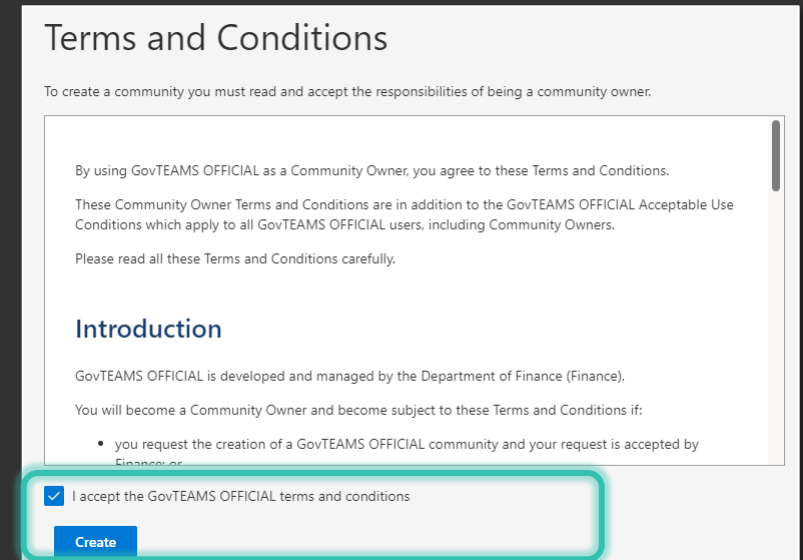 Terms and Conditions
To create a community you must read and accept the responsibilities of being a community owner.
By using GovTEAMS OFFICIAL as a Community Owner, you agree to these Terms and Conditions.
These Community Owner Terms and Conditions are in addition to the GovTEAMS OFFICIAL Acceptable Use
Conditions which apply to all GovTEAMS OFFICIAL users, including Community Owners.
Please read all these Terms and Conditions carefully.
Introduction
GovTEAMS OFFICIAL is developed and managed by the Department of Finance (Finance).
You will become a Community Owner and become subject to these Terms and Conditions if:
• you request the creation of a GovTEAMS OFFICIAL community and your request is accepted by
Finance; or
I accept the GovTEAMS OFFICIAL terms and conditions
Create